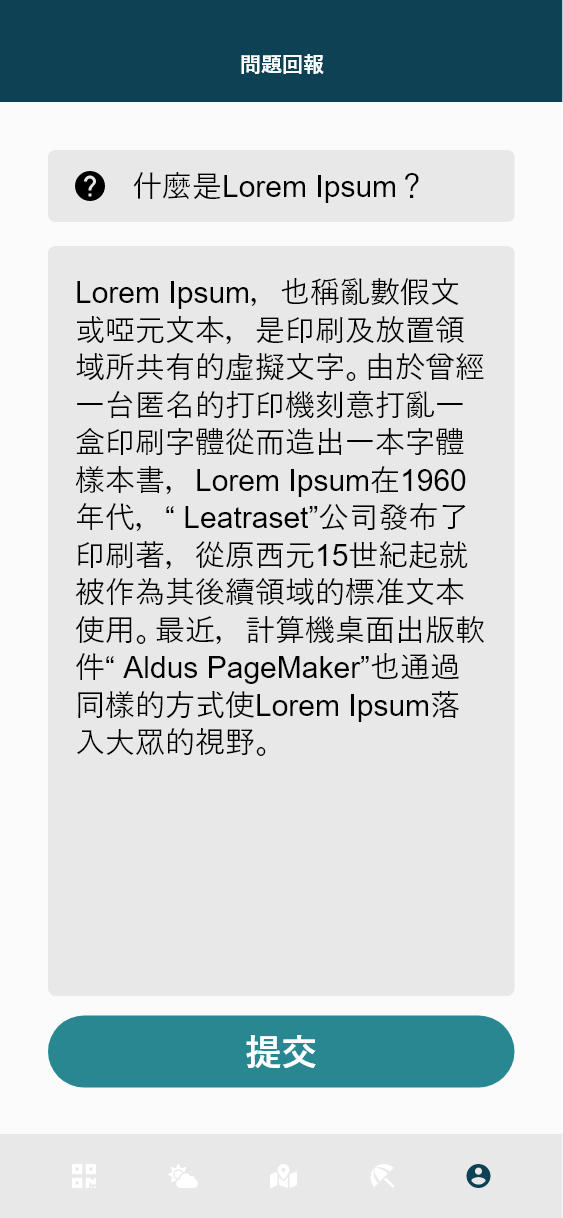 問題回報
什麼是Lorem Ipsum？
Lorem Ipsum，也稱亂數假文
或啞元文本，是印刷及放置領
域所共有的虛擬文字。由於曾經
一台匿名的打印機刻意打亂一
盒印刷字體從而造出一本字體
樣本書，Lorem Ipsum在1960
年代，“ Leatraset”公司發布了
印刷著，從原西元15世紀起就
被作為其後續領域的標准文本
使用。最近，計算機桌面出版軟
件“ Aldus PageMaker”也通過
同樣的方式使Lorem Ipsum落
入大眾的視野。
提交